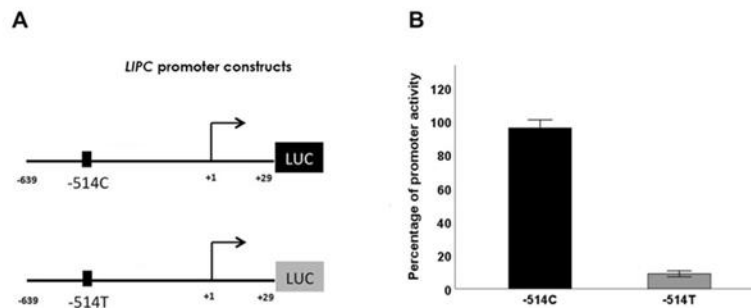 A
LIPC promoter constructs
LUC
-639
-514C
+1
+29
LUC
-639
-514T
+1
+29
B
Percentage of promoter activity
120
100
80
60
40
20
0
-514C
-514T